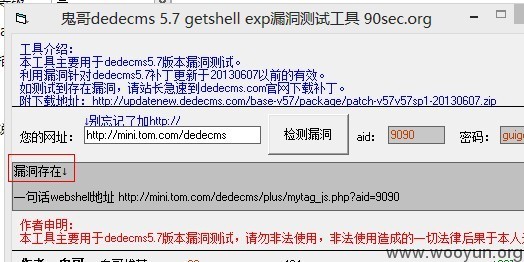 鬼哥dedecms 5.7 getshell exp漏洞测试工具 90sec.org
工具介绍:
本工具主要用于dedecms5.7版本漏洞测试。
利用漏洞针对dedecms5.7补丁更新于20130607以前的有效。
如测试到存在漏洞，请站长急速到dedecms.com官网下载补丁。
附下载地址: http://updatenew.dedecms.com/base-v57/package/patch-v57v57sp1-20130607.zip
↓别忘记了加http://
您的网址: http://mini.tom.com/dedecms 检测漏洞 aid: 9090 密码: guige
漏洞存在↓
一句话webshell地址 http://mini.tom.com/dedecms/plus/mytag_js.php?aid=9090
作者申明:
本工具主要用于dedecms5.7版本漏洞测试，请勿非法使用，非法使用造成的一切法律后果于本人
www.wooyun.org